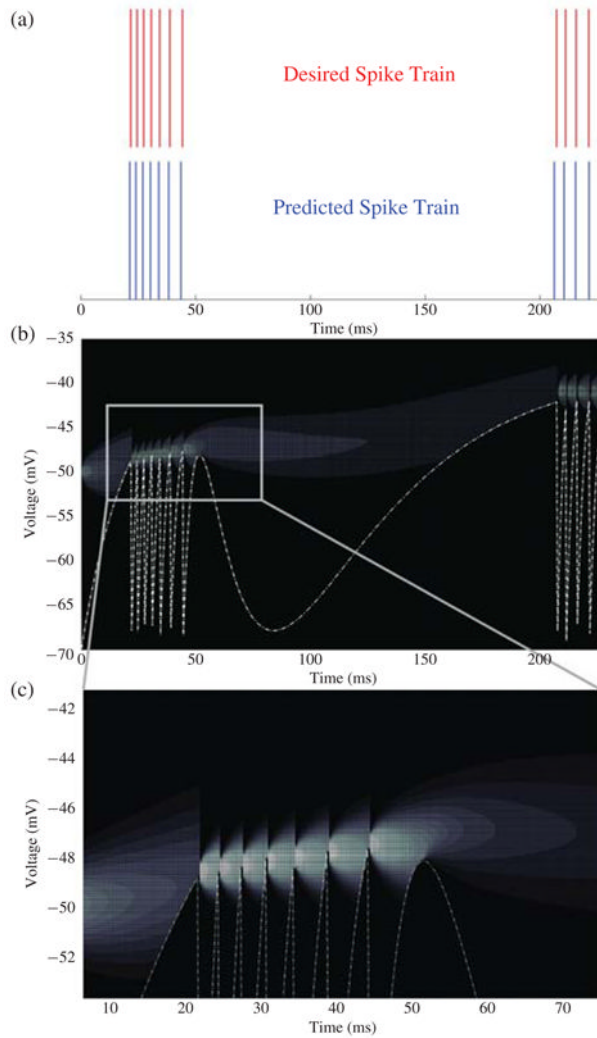 (a)
Desired Spike Train
Predicted Spike Train
0 50 100 150 200
Time (ms)
(b)
−35
−40
−45
−50
−55
−60
−65
−70
Voltage (mV)
0 50 100 150 200
Time (ms)
(c)
−42
−44
−46
−48
−50
−52
Voltage (mV)
10 20 30 40 50 60 70
Time (ms)